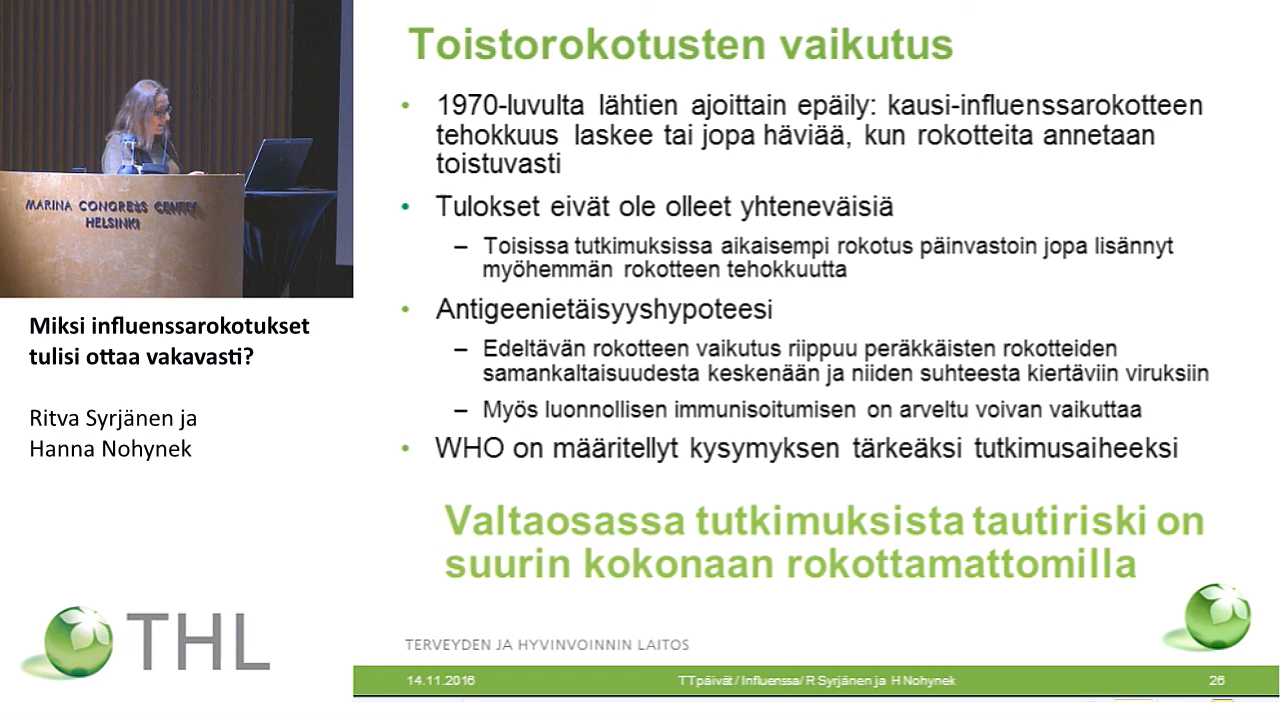 MARINA CONGRESS CENTER
HELSINKI
Miksi influenssarokotukset
tulisi ottaa vakavasti?
Ritva Syrjänen ja
Hanna Nohynek
THL
Toistorokotusten vaikutus
• 1970-luvulta lähtien ajoittain epäily: kausi-influenssarokotteen
tehokkuus laskee tai jopa häviää, kun rokotteita annetaan
toistuvasti
• Tulokset eivät ole olleet yhteneväisiä
– Toisissa tutkimuksissa aikaisempi rokotus päinvastoin jopa lisännyt
myöhemmän rokotteen tehokkuutta
• Antigeenietäisyyshypoteesi
– Edeltävän rokotteen vaikutus riippuu peräkkäisten rokotteiden
samankaltaisuudesta keskenään ja niiden suhteesta kiertäviin viruksiin
– Myös luonnollisen immunisoitumisen on arveltu voivan vaikuttaa
• WHO on määritellyt kysymyksen tärkeäksi tutkimusaiheeksi
Valtaosassa tutkimuksista tautiriski on
suurin kokonaan rokottamattomilla
TERVEYDEN JA HYVINVOINNIN LAITOS
14.11.2016 TTpäivät / Influenssa/ R Syrjänen ja H Nohynek 26